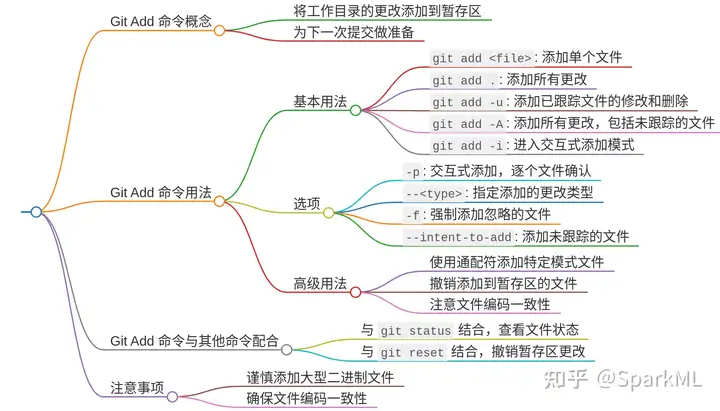 Git Add 命令概念
将工作目录的更改添加到暂存区
为下一次提交做准备
Git Add 命令用法
基本用法
git add <file>: 添加单个文件
git add .: 添加所有更改
git add -u: 添加已跟踪文件的修改和删除
git add -A: 添加所有更改，包括未跟踪的文件
git add -i: 进入交互式添加模式
选项
-p: 交互式添加，逐个文件确认
--<type>: 指定添加的更改类型
-f: 强制添加忽略的文件
--intent-to-add: 添加未跟踪的文件
高级用法
使用通配符添加特定模式文件
撤销添加到暂存区的文件
注意文件编码一致性
Git Add 命令与其他命令配合
与 git status 结合，查看文件状态
与 git reset 结合，撤销暂存区更改
注意事项
谨慎添加大型二进制文件
确保文件编码一致性
知乎 @SparkML